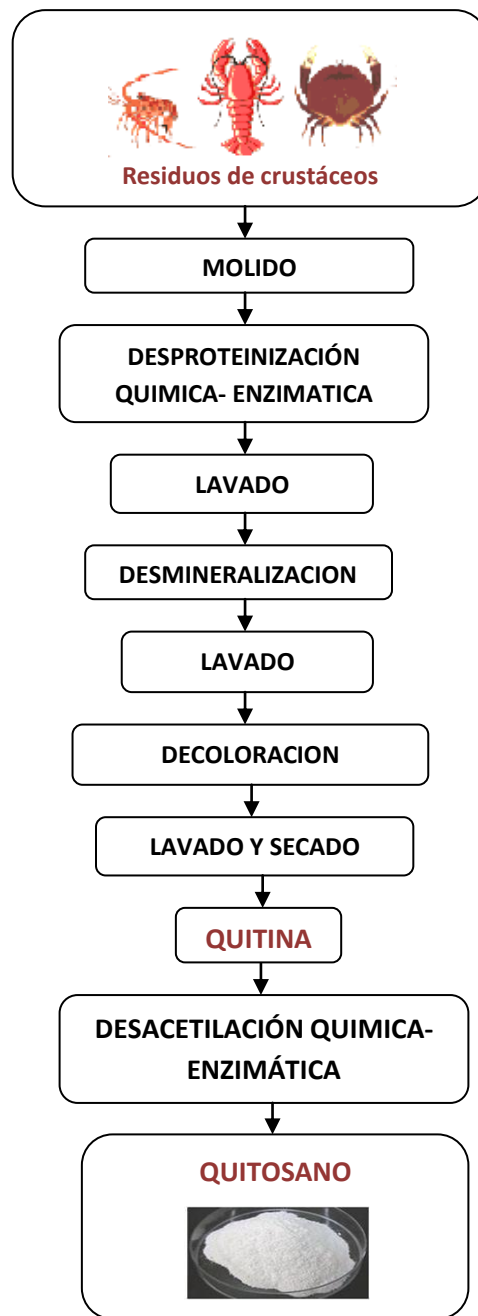 Residuos de crustáceos
MOLIDO
DESPROTEINIZACIÓN
QUIMICA- ENZIMATICA
LAVADO
DESMINERALIZACION
LAVADO
DECOLORACION
LAVADO Y SECADO
QUITINA
DESACETILACIÓN QUIMICA-
ENZIMÁTICA
QUITOSANO